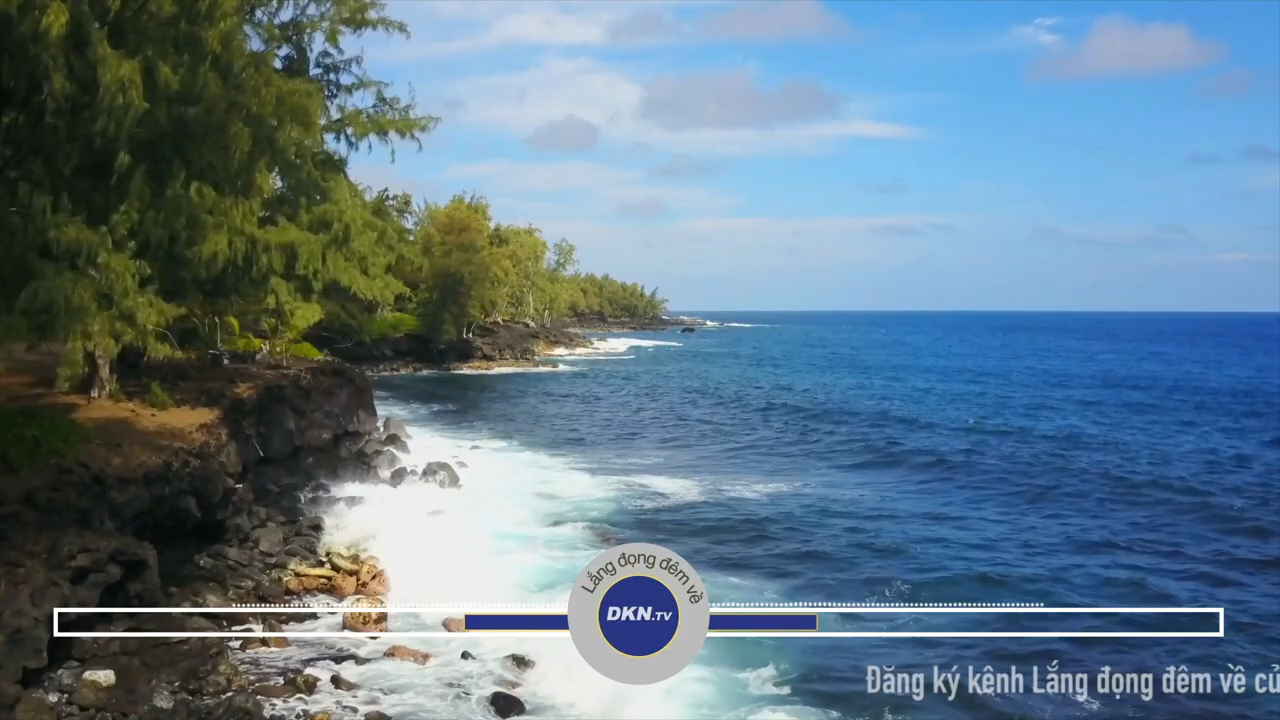 Lắng đọng đêm về
DKN.TV
Đăng ký kênh Lắng đọng đêm về củ